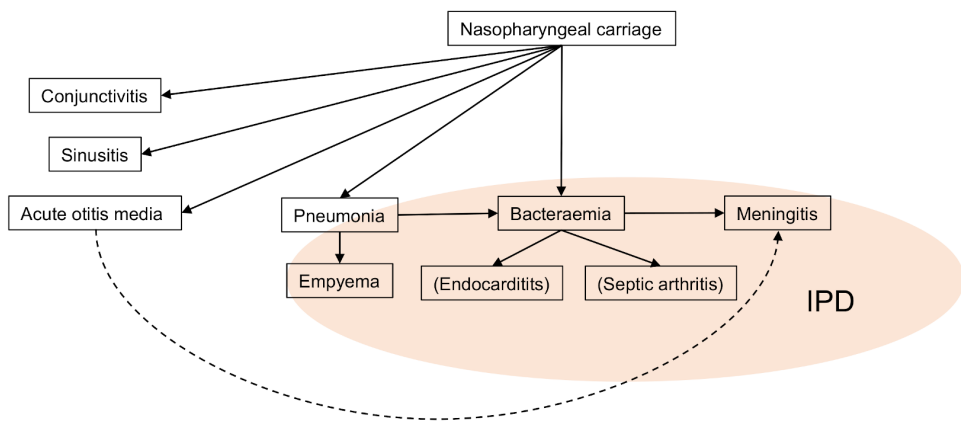 Nasopharyngeal carriage
Conjunctivitis
Sinusitis
Acute otitis media
Pneumonia
Bacteraemia
Meningitis
Empyema
(Endocarditits)
(Septic arthritis)
IPD